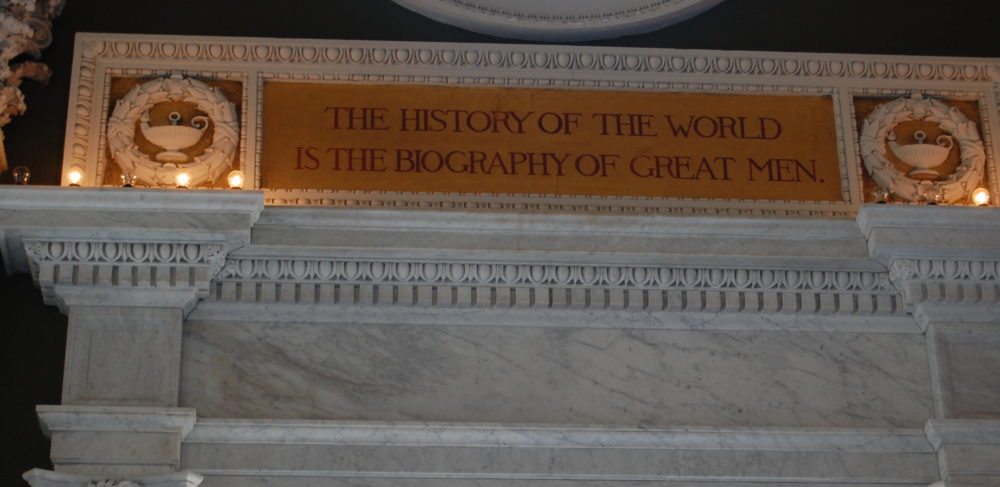 THE HISTORY OF THE WORLD
IS THE BIOGRAPHY OF GREAT MEN.